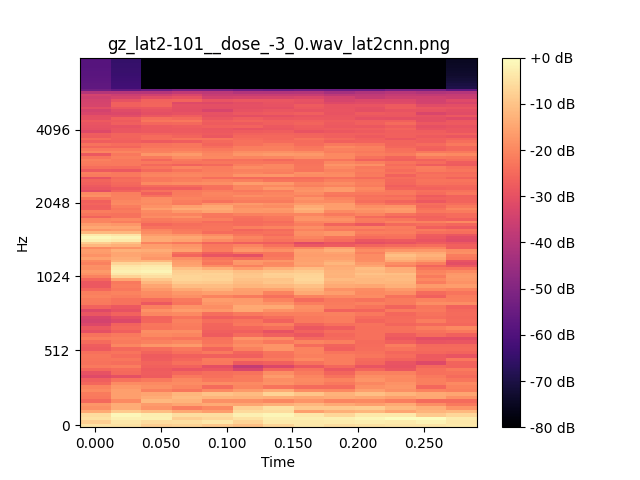 gz_lat2-101__dose_-3_0.wav_lat2cnn.png
Hz
4096
2048
1024
512
0
0.000 0.050 0.100 0.150 0.200 0.250
Time
+0 dB
-10 dB
-20 dB
-30 dB
-40 dB
-50 dB
-60 dB
-70 dB
-80 dB